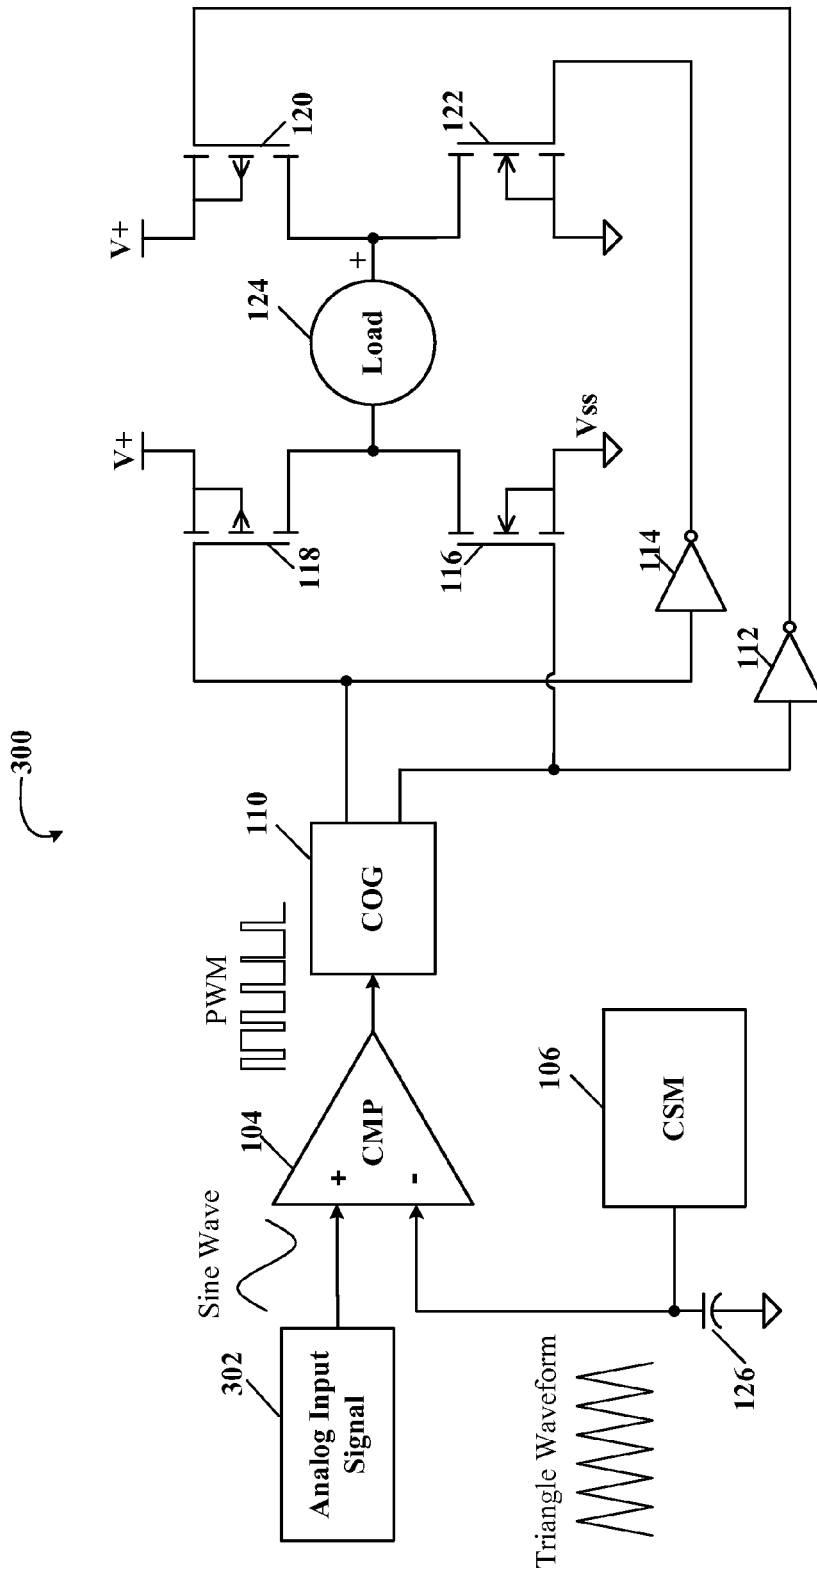 300
302
Analog Input
Signal
Sine Wave
104
+
-
CMP
PWM
110
COG
Triangle Waveform
126
106
CSM
V+
118
116
Vss
124
Load
+
V+
120
122
114
112